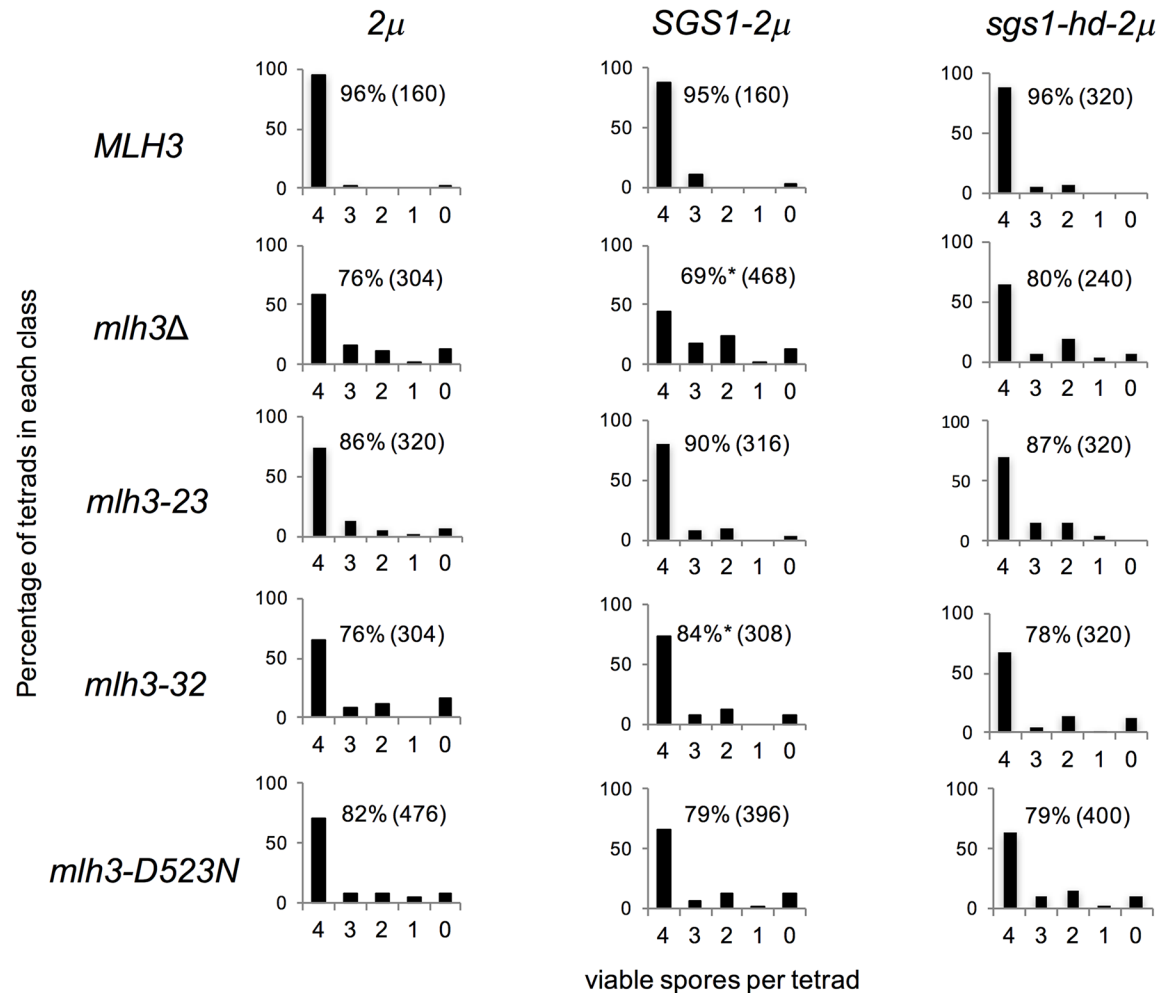 2μ SGS1-2μ sgs1-hd-2μ
Percentage of tetrads in each class
MLH3
100
50
0
96% (160)
4 3 2 1 0
100
50
0
95% (160)
4 3 2 1 0
100
50
0
96% (320)
4 3 2 1 0
mlh3Δ
100
50
0
76% (304)
4 3 2 1 0
100
50
0
69%* (468)
4 3 2 1 0
100
50
0
80% (240)
4 3 2 1 0
mlh3-23
100
50
0
86% (320)
4 3 2 1 0
100
50
0
90% (316)
4 3 2 1 0
100
50
0
87% (320)
4 3 2 1 0
mlh3-32
100
50
0
76% (304)
4 3 2 1 0
100
50
0
84%* (308)
4 3 2 1 0
100
50
0
78% (320)
4 3 2 1 0
mlh3-D523N
100
50
0
82% (476)
4 3 2 1 0
100
50
0
79% (396)
4 3 2 1 0
100
50
0
79% (400)
4 3 2 1 0
viable spores per tetrad